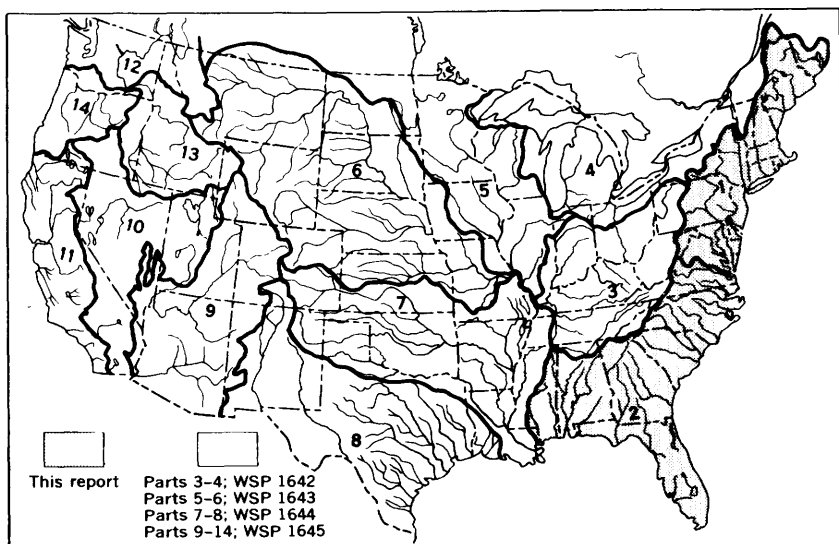 12
14
13
6
5
4
1
10
11
9
7
3
2
8
This report
Parts 3-4; WSP 1642
Parts 5-6; WSP 1643
Parts 7-8; WSP 1644
Parts 9-14; WSP 1645